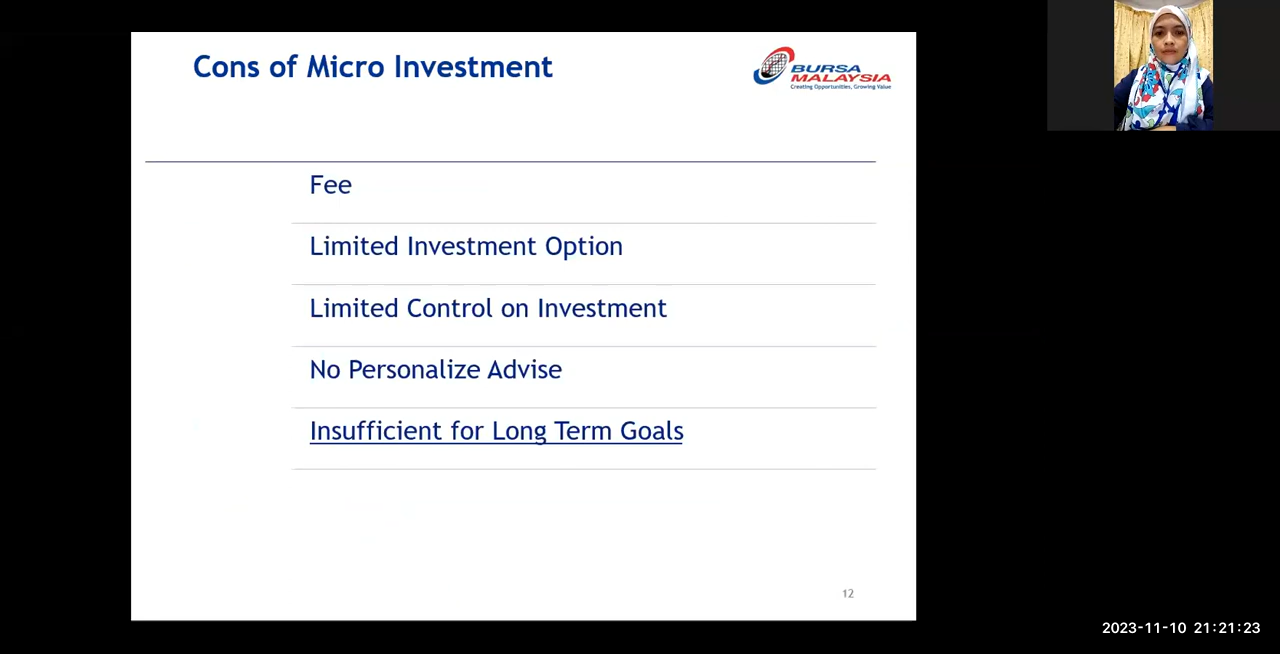 Cons of Micro Investment
BURSA
MALAYSIA
Creating Opportunities, Growing Value
Fee
Limited Investment Option
Limited Control on Investment
No Personalize Advise
Insufficient for Long Term Goals
12
2023-11-10 21:21:23